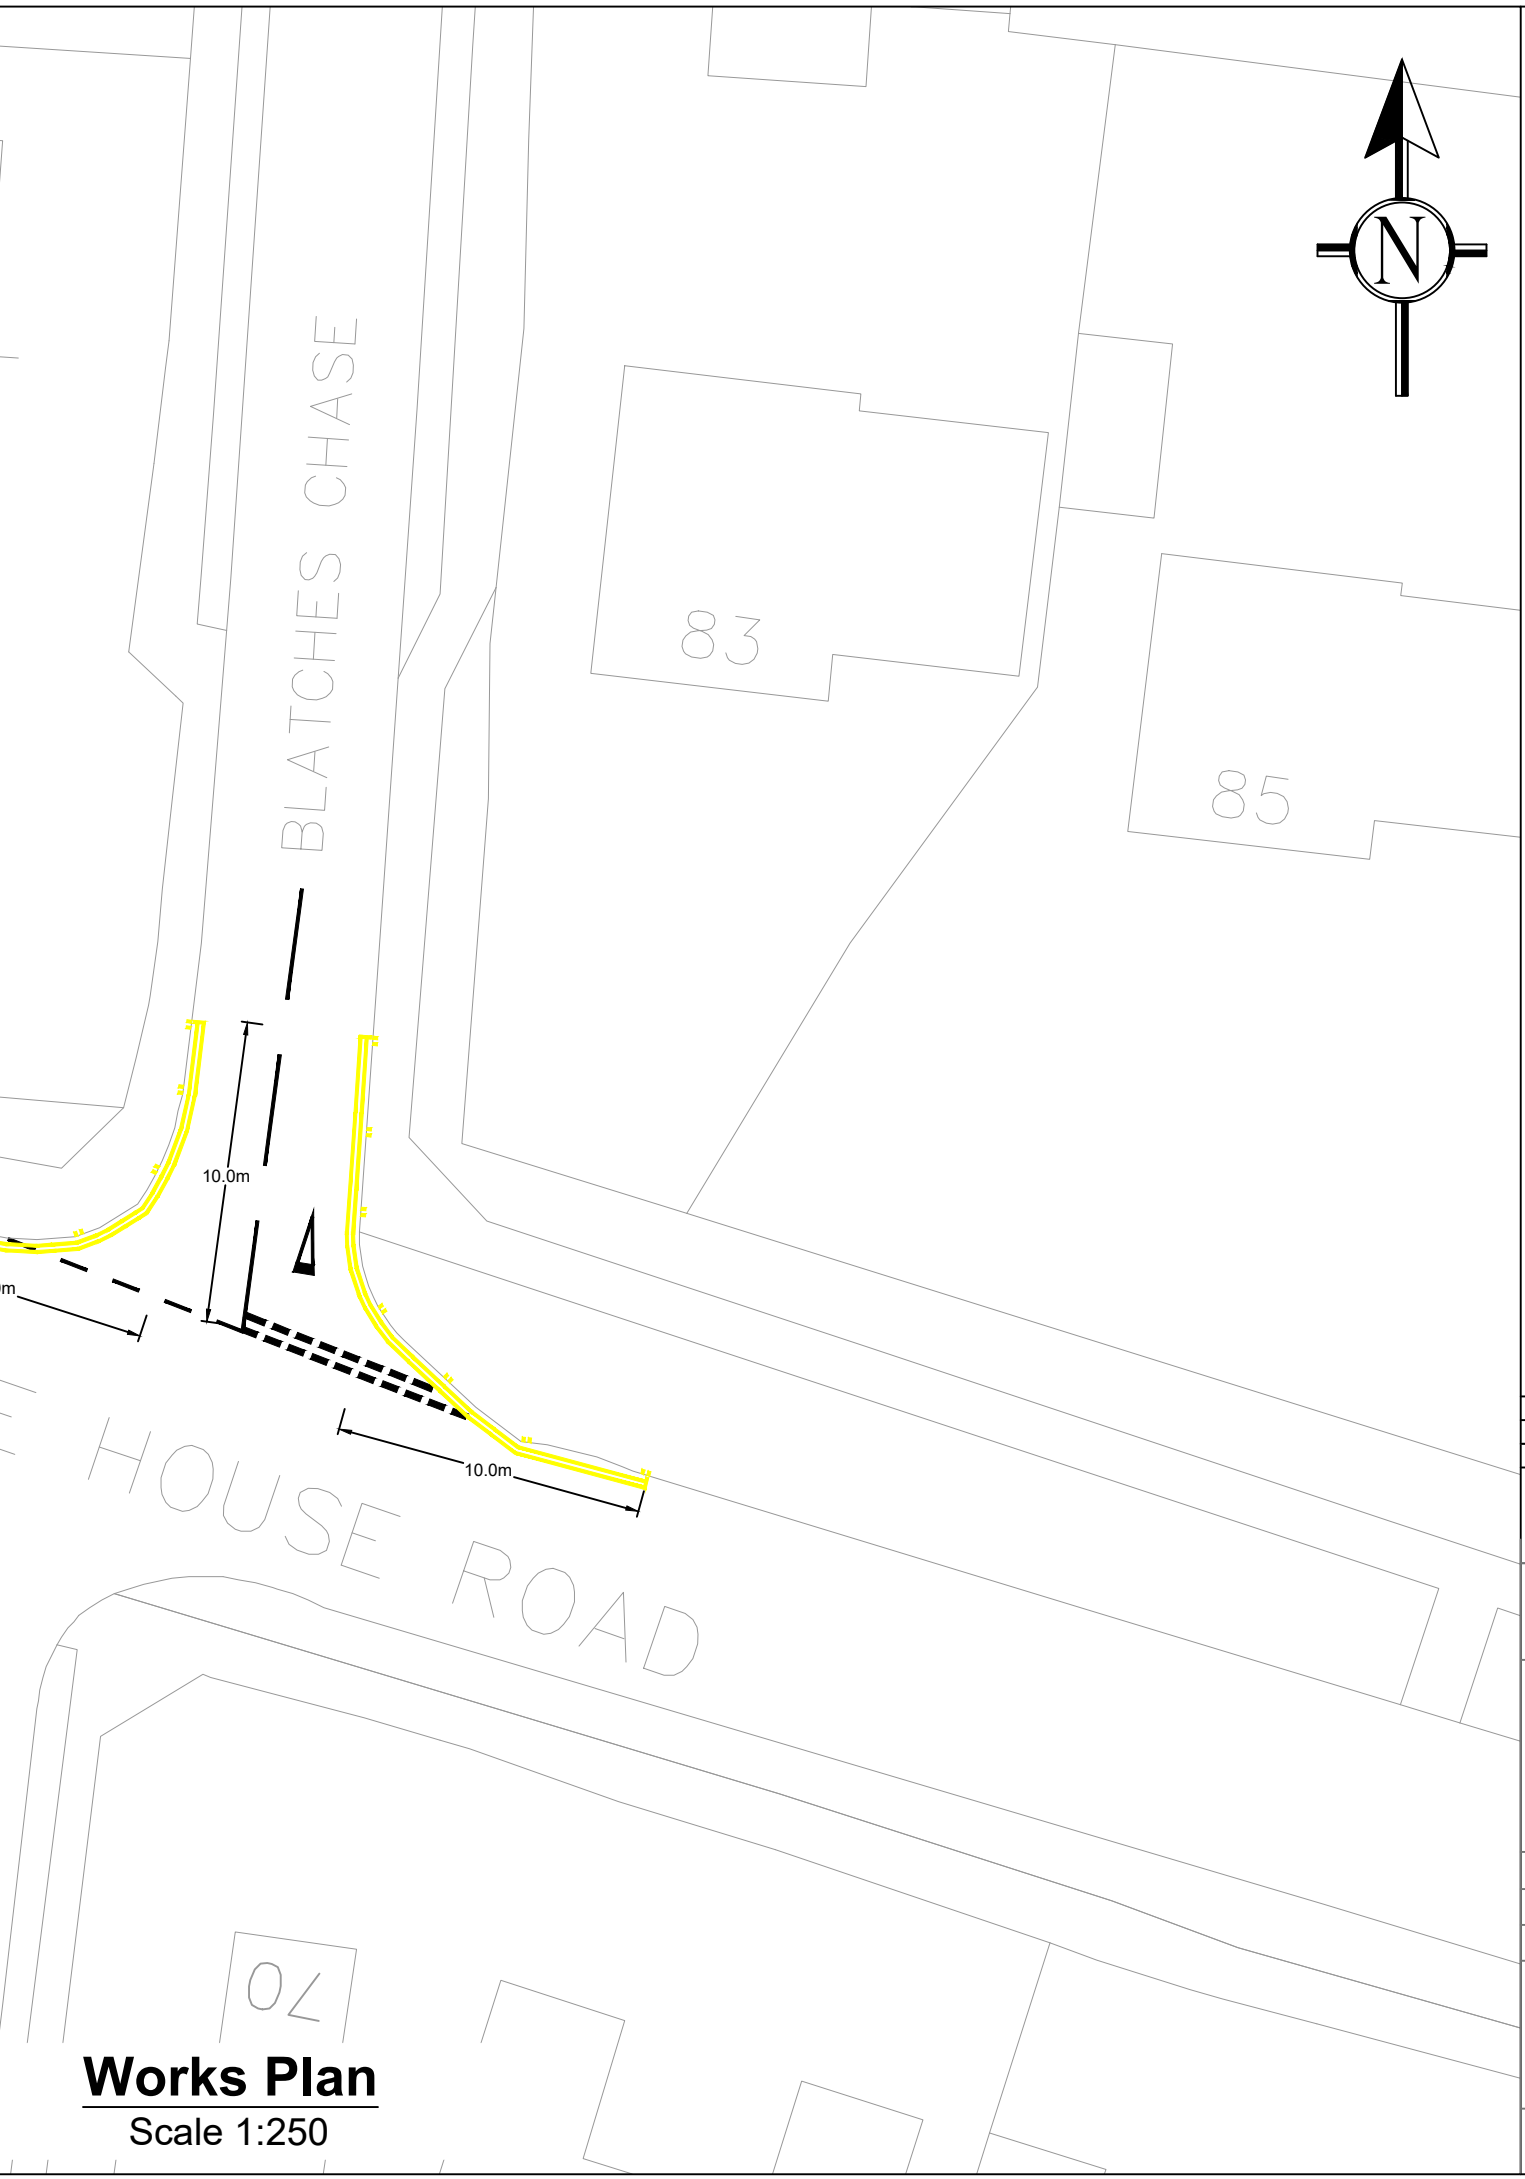 N
BLATCHES CHASE
83
85
10.0m
m
10.0m
E HOUSE ROAD
70
Works Plan
Scale 1:250